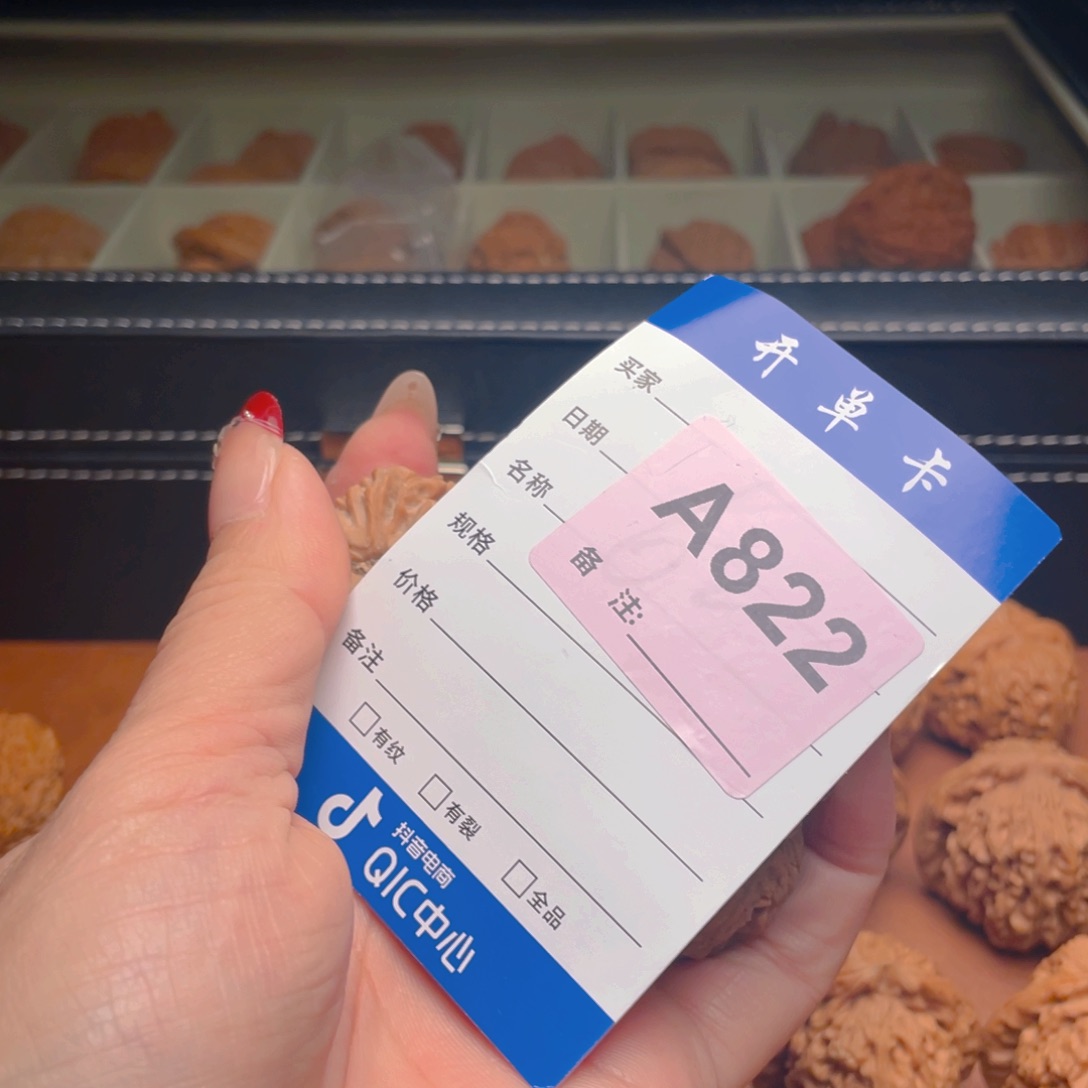 开单卡
买家
日期
名称
规格
价格
备注
A822
备 注:
□有纹 □有裂 □全品
抖音电商
QIC中心